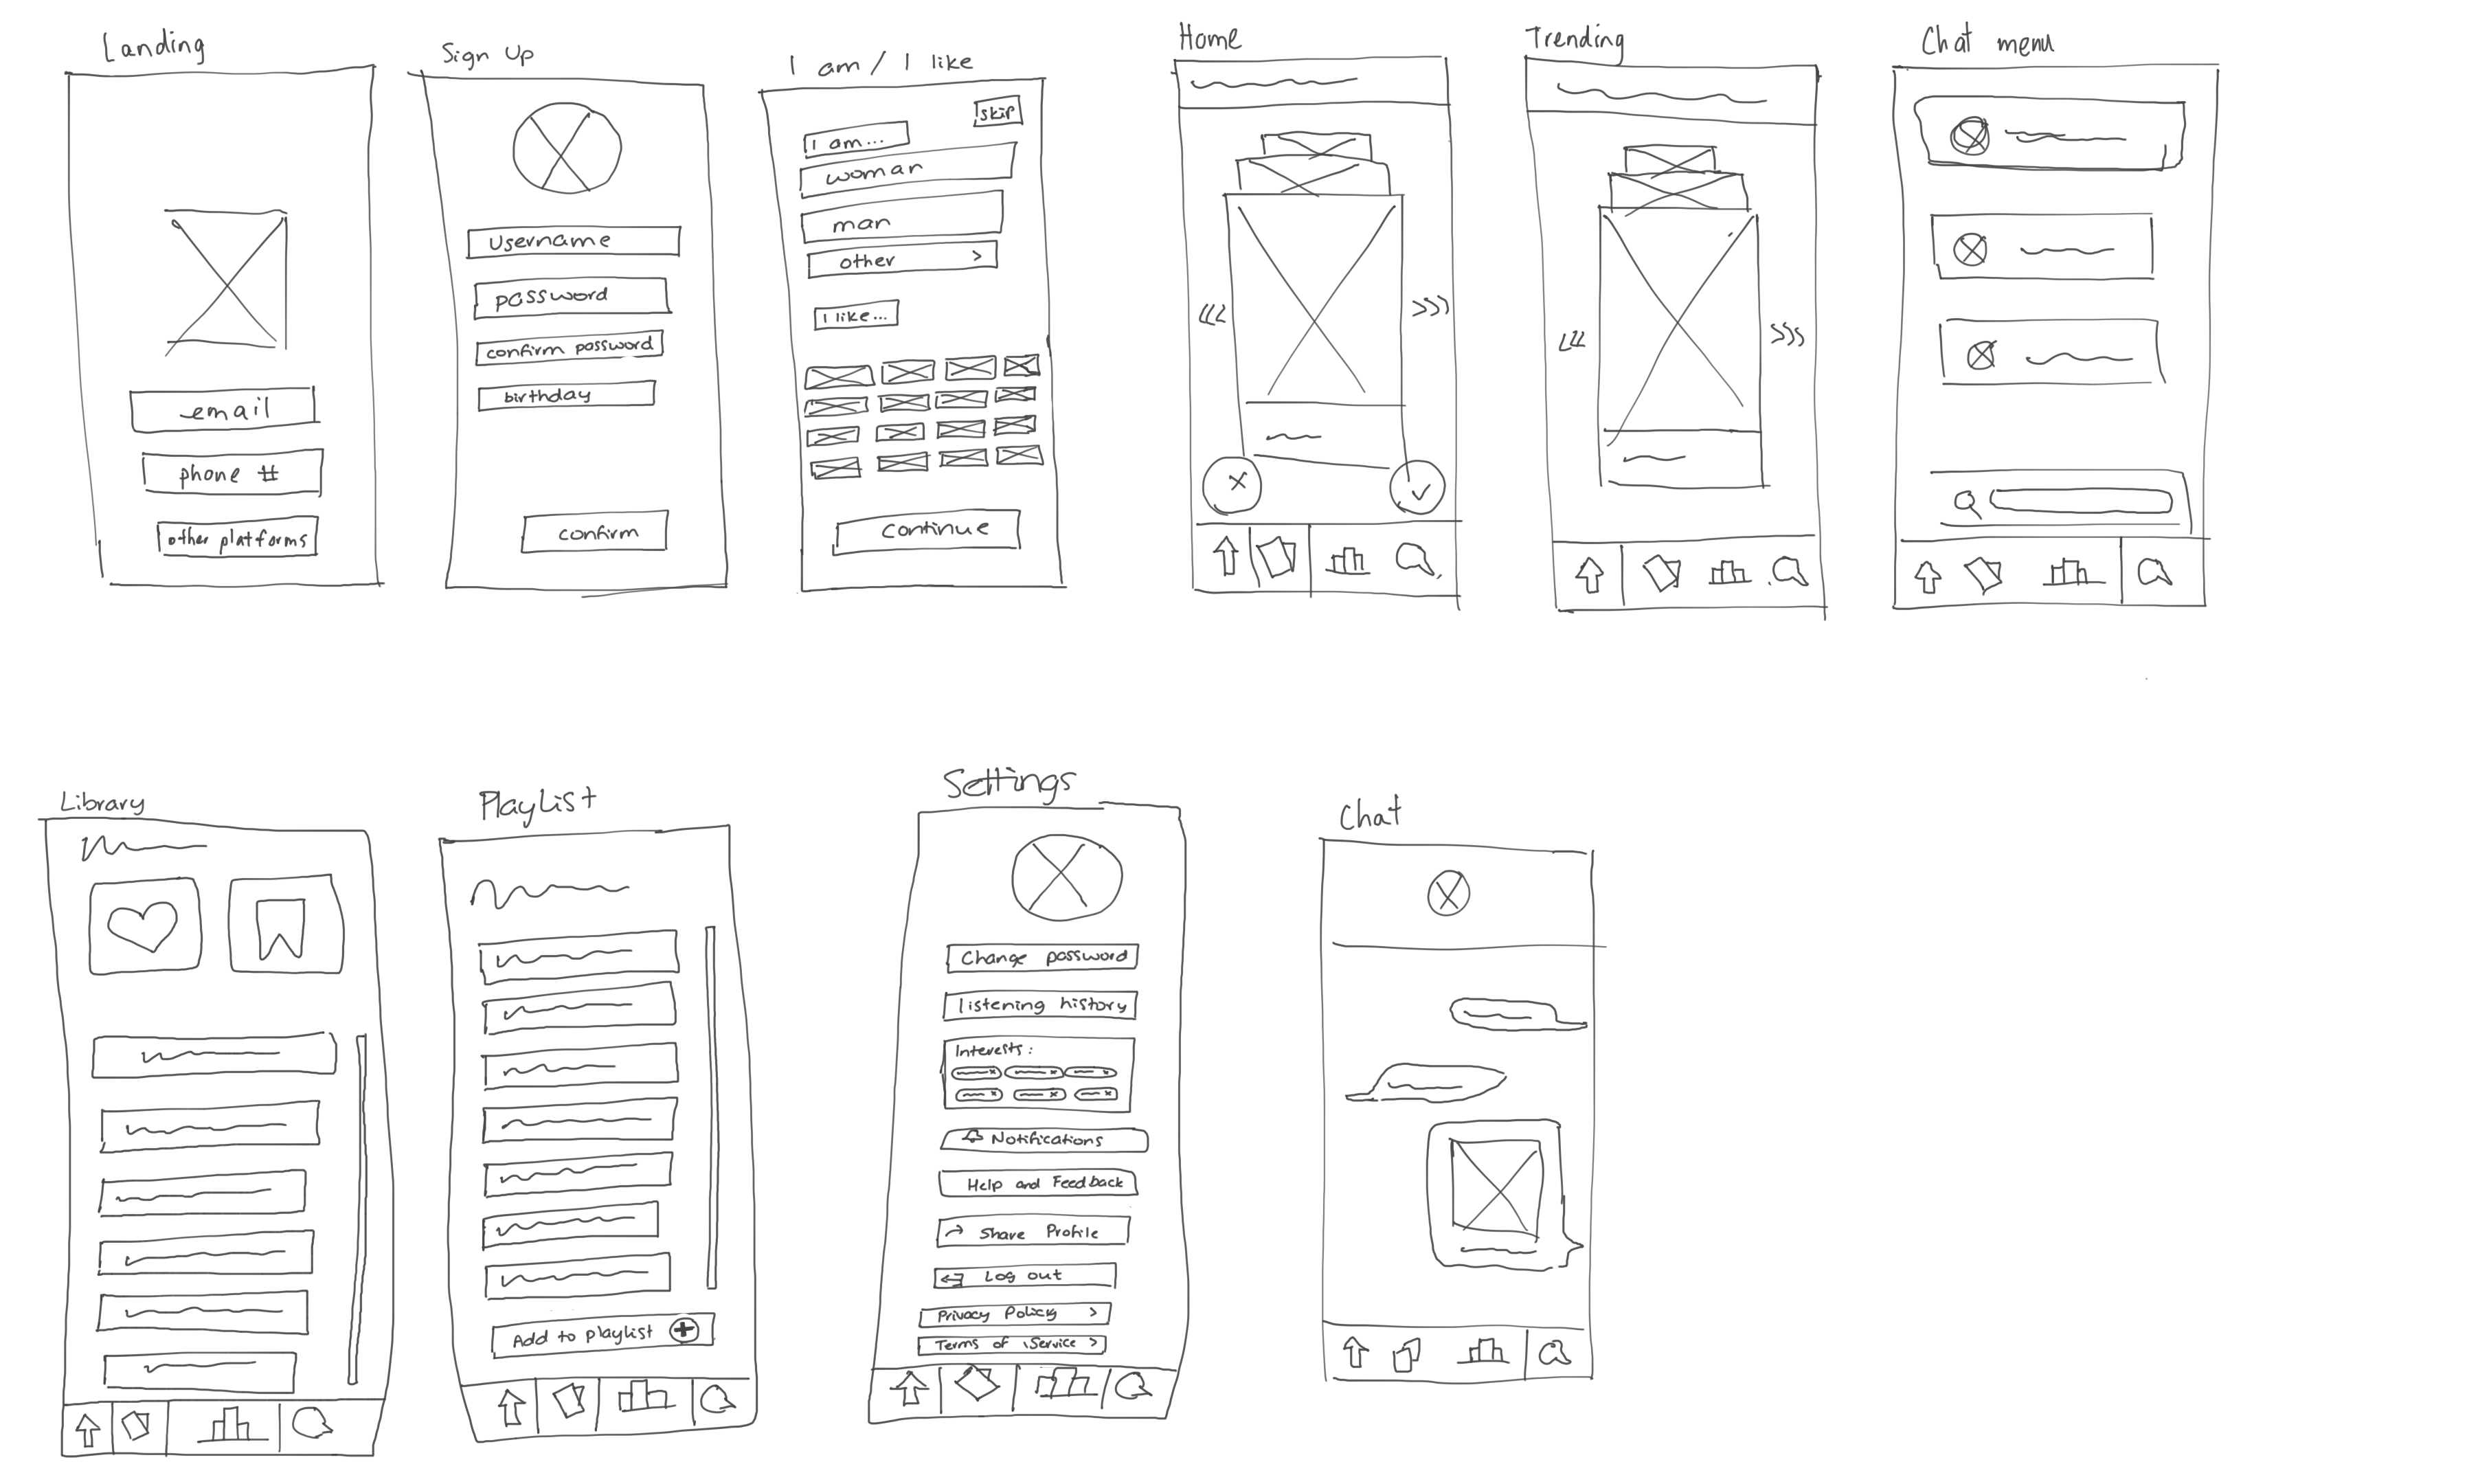 Landing
email
phone #
other platforms
Sign Up
Username
password
confirm password
birthday
confirm
I am / I like
skip
I am...
woman
man
other >
I like...
continue
Home
Trending
Chat menu
Library
Playlist
Add to playlist +
Settings
Change password
listening history
Interests:
Notifications
Help and Feedback
Share Profile
Log out
Privacy Policy >
Terms of Service >
Chat